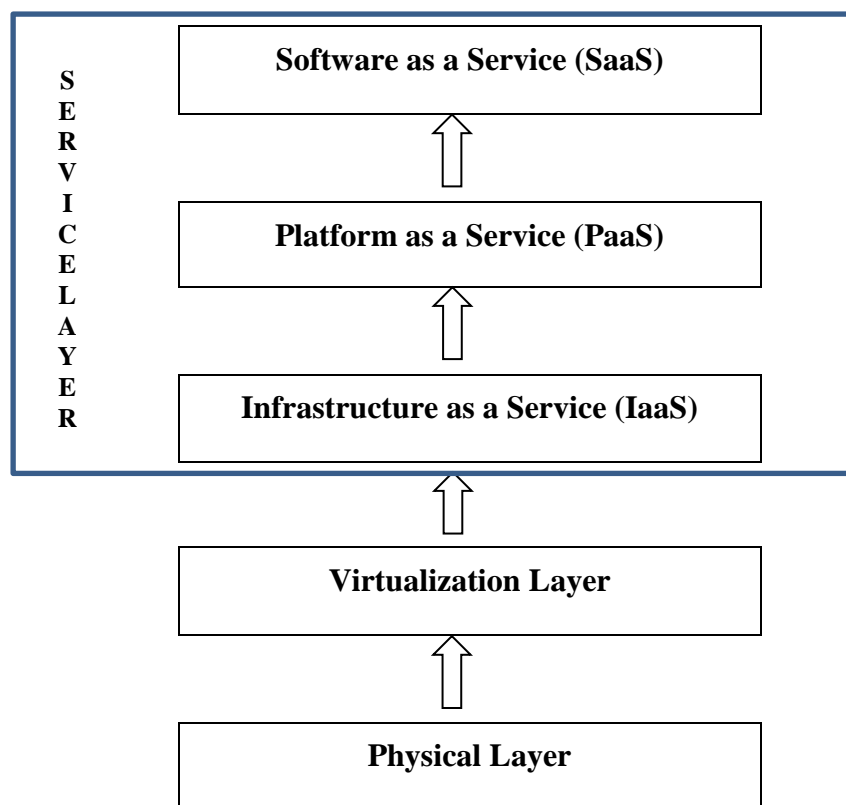 Software as a Service (SaaS)
S
E
R
V
I
C
E
L
A
Y
E
R
Platform as a Service (PaaS)
Infrastructure as a Service (IaaS)
Virtualization Layer
Physical Layer